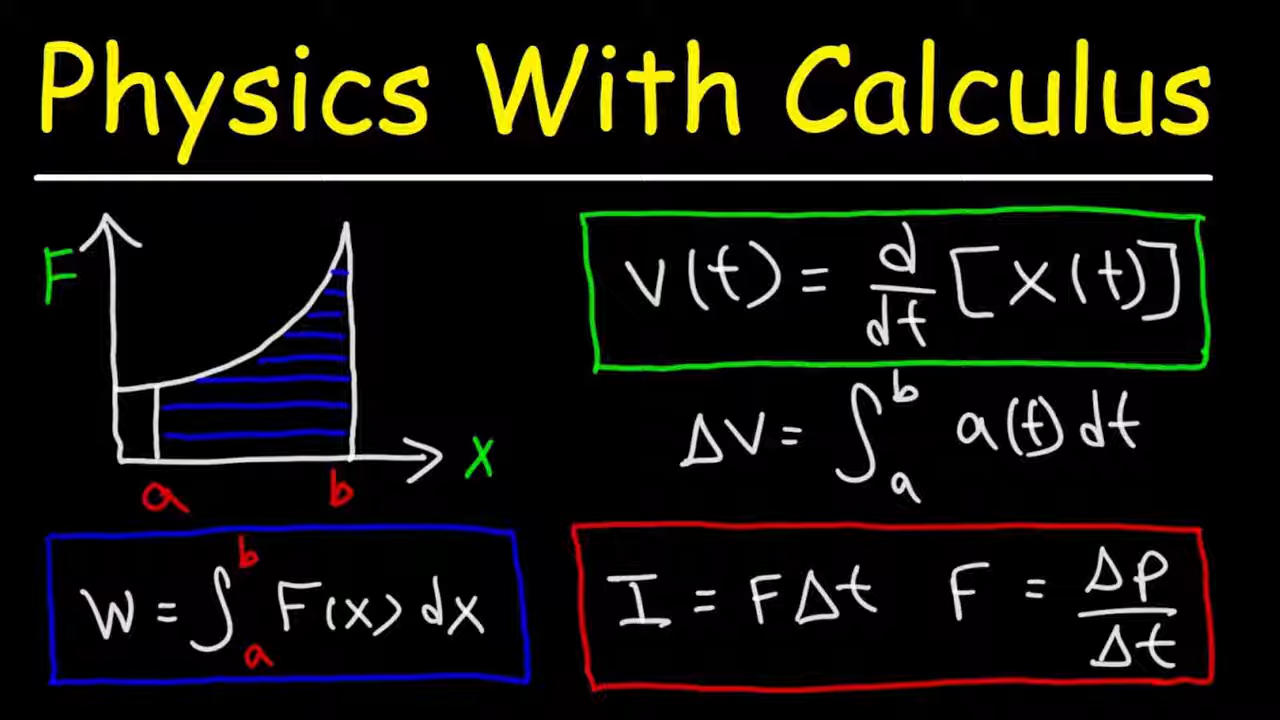 Physics With Calculus
F
x
a b
W = ∫_a^b F(x) dx
V(t) = d/dt [x(t)]
ΔV = ∫_a^b a(t) dt
I = FΔt F = Δp/Δt